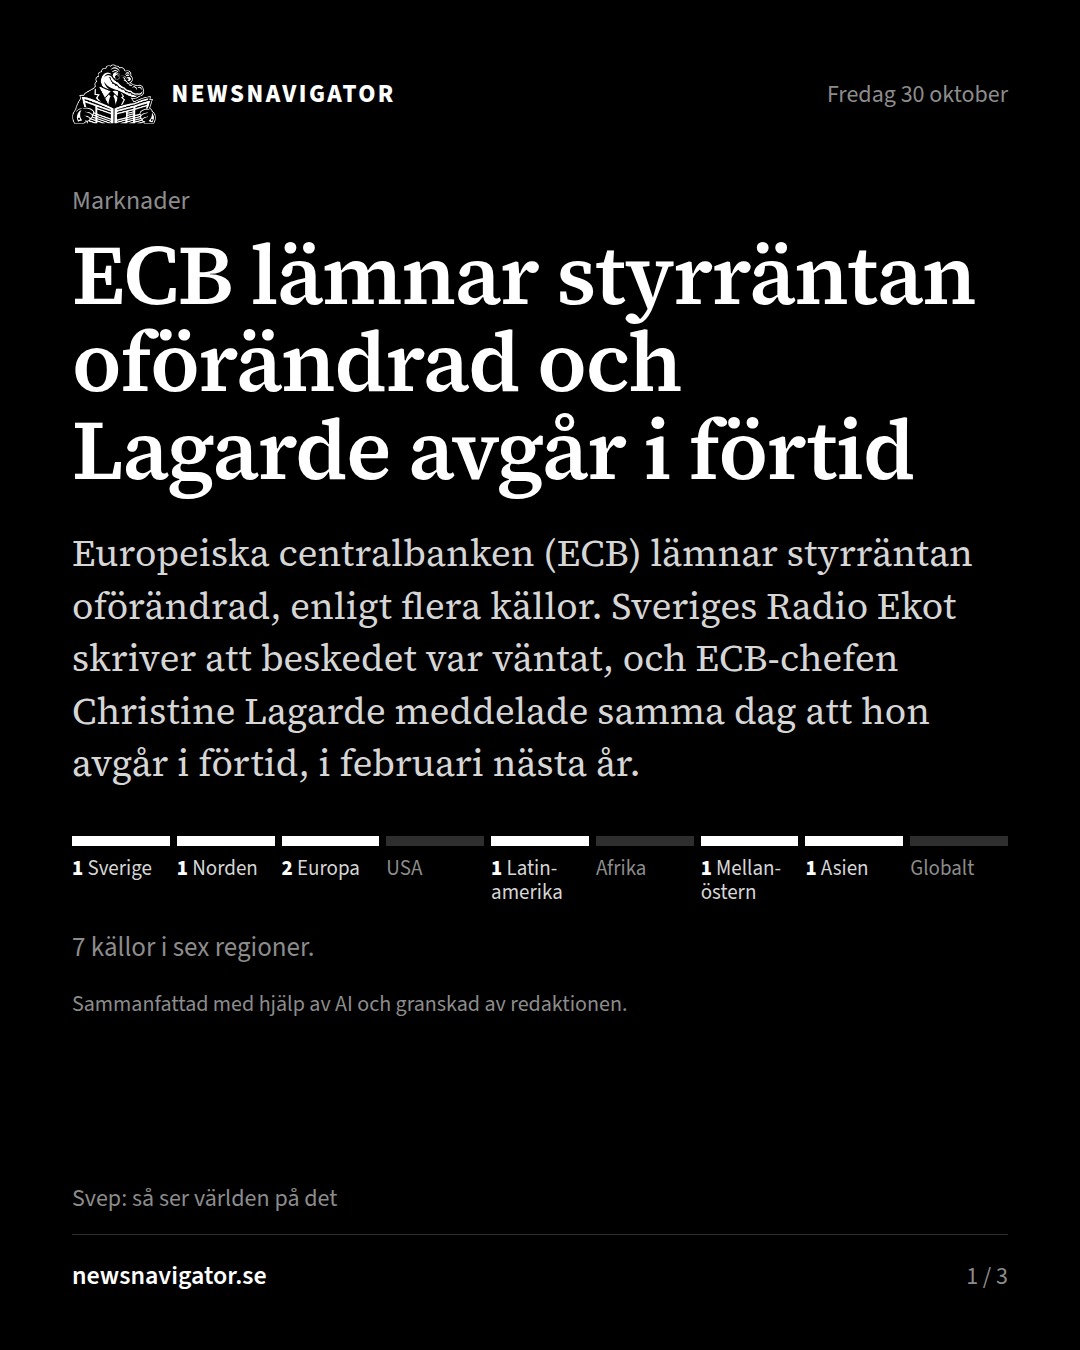 NEWSNAVIGATOR
Fredag 30 oktober
Marknader
ECB lämnar styrräntan
oförändrad och
Lagarde avgår i förtid
Europeiska centralbanken (ECB) lämnar styrräntan
oförändrad, enligt flera källor. Sveriges Radio Ekot
skriver att beskedet var väntat, och ECB-chefen
Christine Lagarde meddelade samma dag att hon
avgår i förtid, i februari nästa år.
1 Sverige
1 Norden
2 Europa
USA
1 Latin-
amerika
Afrika
1 Mellan-
östern
1 Asien
Globalt
7 källor i sex regioner.
Sammanfattad med hjälp av AI och granskad av redaktionen.
Svep: så ser världen på det
newsnavigator.se
1 / 3